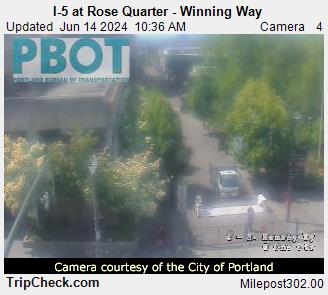 I-5 at Rose Quarter - Winning Way
Updated Jun 14 2024 10:36 AM Camera 4
PBOT
PORTLAND BUREAU OF TRANSPORTATION
Camera courtesy of the City of Portland
TripCheck.com Milepost302.00